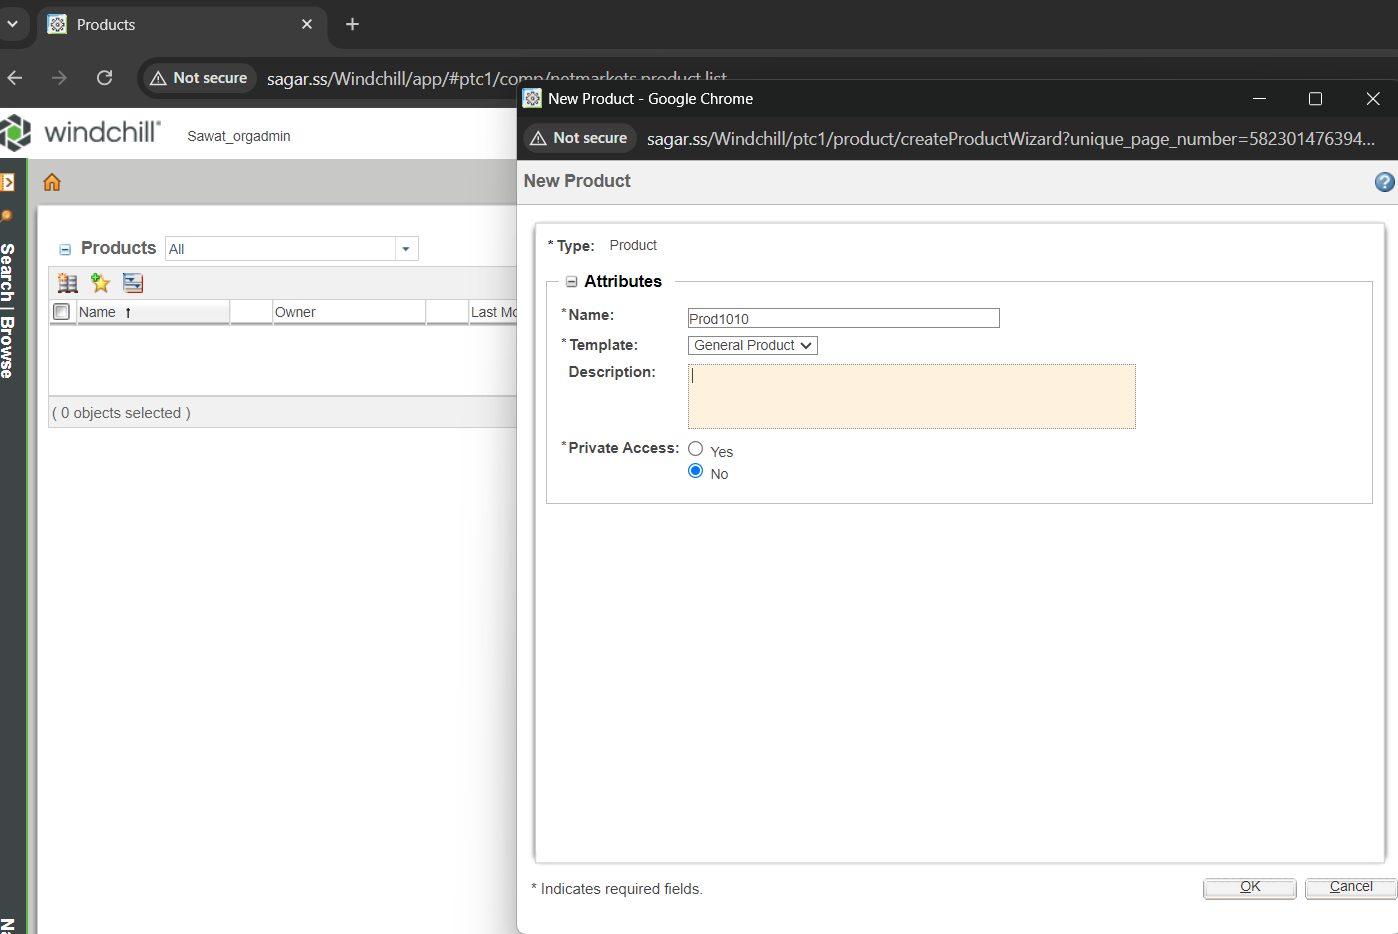 Products
Not secure
sagar.ss/Windchill/app/#ptc1/comp/netmarkets.product.list
windchill®
Sawat_orgadmin
Search | Browse
Products All
Name ↑ Owner Last Mo
( 0 objects selected )
New Product - Google Chrome
Not secure
sagar.ss/Windchill/ptc1/product/createProductWizard?unique_page_number=582301476394...
New Product
* Type: Product
Attributes
* Name: Prod1010
* Template: General Product
Description:
* Private Access: Yes
No
* Indicates required fields.
OK Cancel
Na